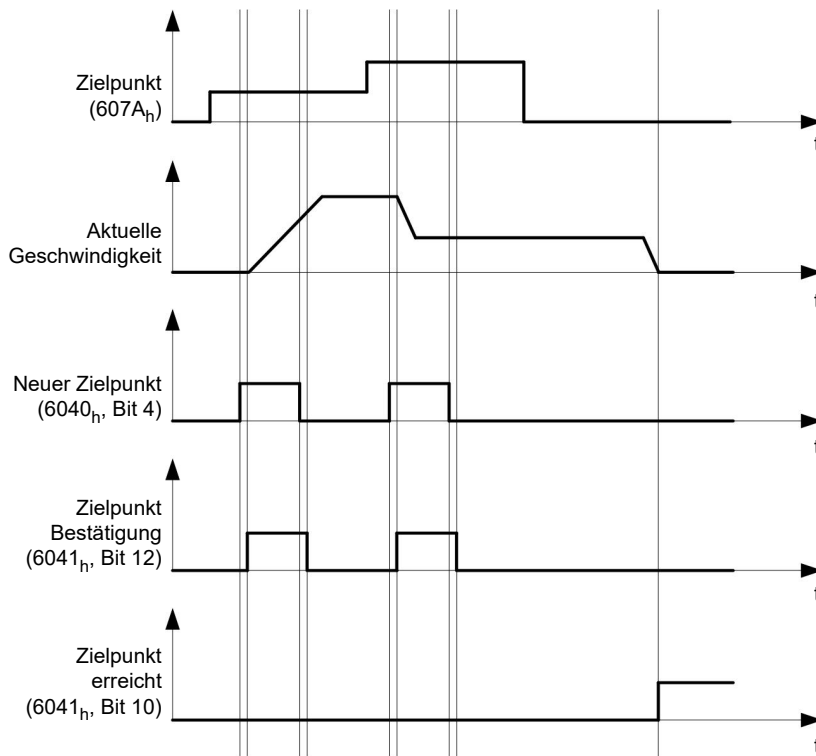 Zielpunkt
(607Aₕ)
t
Aktuelle
Geschwindigkeit
t
Neuer Zielpunkt
(6040ₕ, Bit 4)
t
Zielpunkt
Bestätigung
(6041ₕ, Bit 12)
t
Zielpunkt
erreicht
(6041ₕ, Bit 10)
t